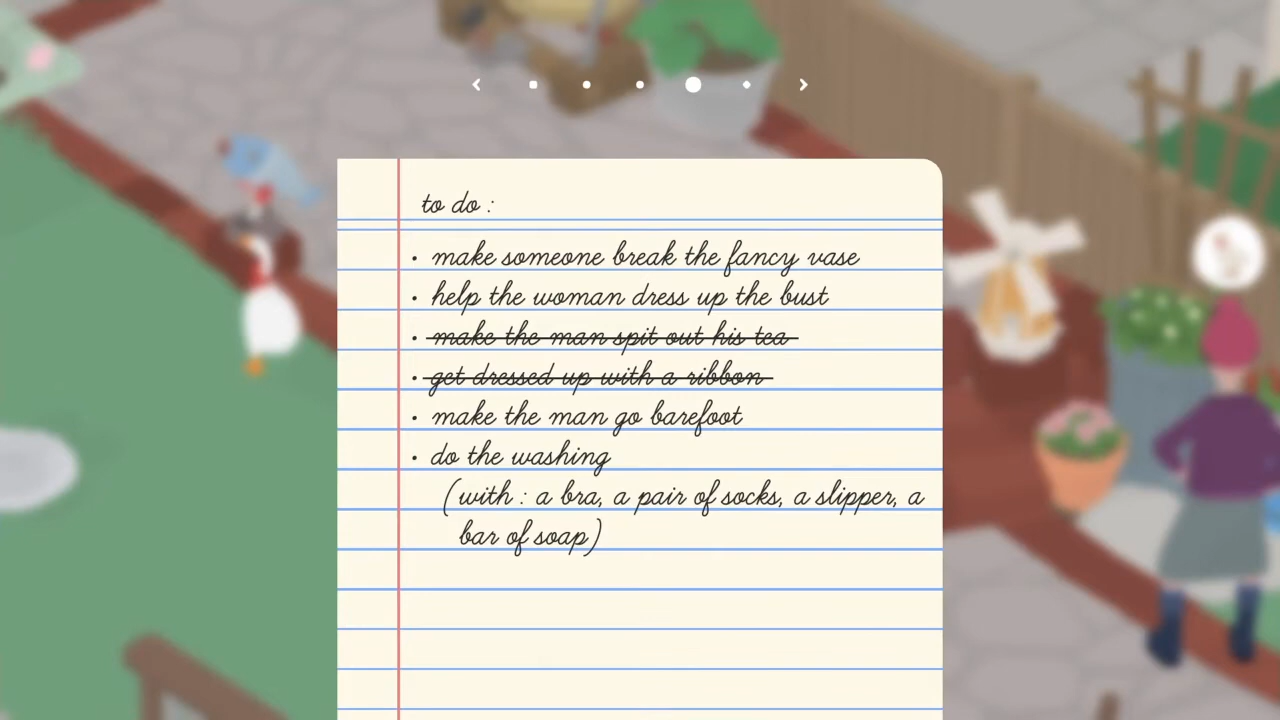 to do :
• make someone break the fancy vase
• help the woman dress up the bust
• make the man spit out his tea
• get dressed up with a ribbon
• make the man go barefoot
• do the washing
(with : a bra, a pair of socks, a slipper, a
bar of soap)